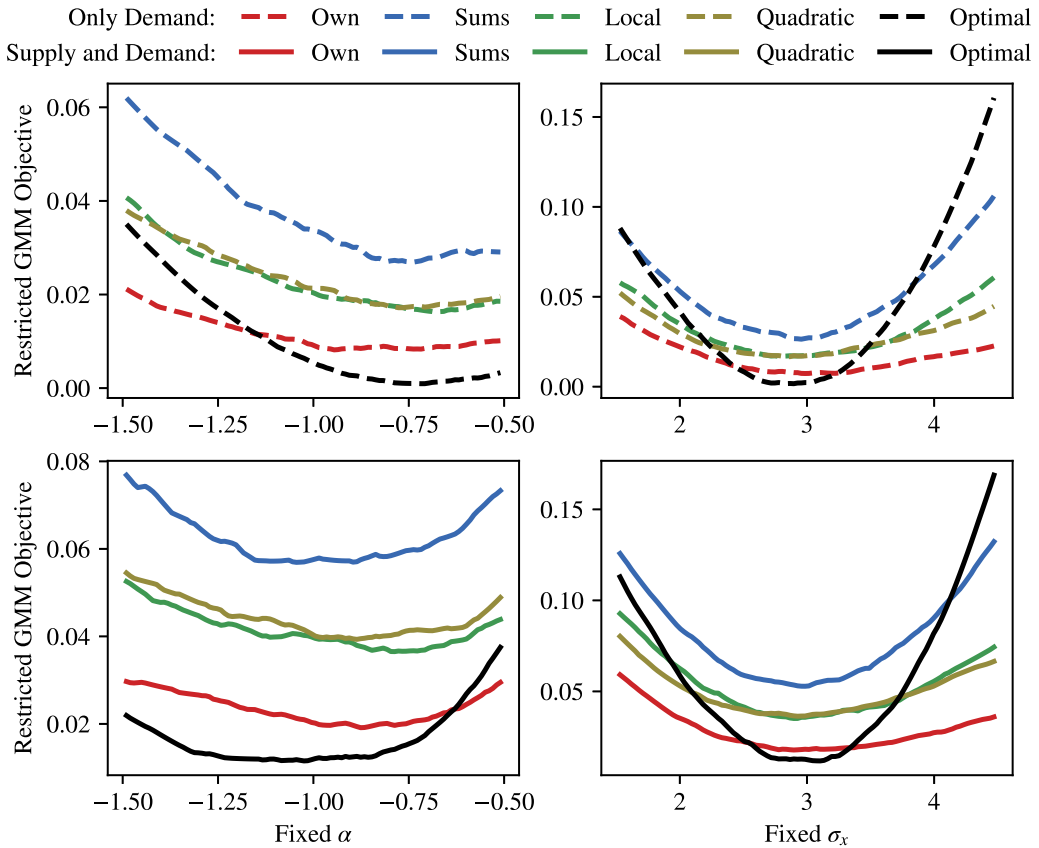 Only Demand: Own Sums Local Quadratic Optimal
Supply and Demand: Own Sums Local Quadratic Optimal
Restricted GMM Objective
0.06
0.04
0.02
0.00
−1.50 −1.25 −1.00 −0.75 −0.50
0.15
0.10
0.05
0.00
2 3 4
Restricted GMM Objective
0.08
0.06
0.04
0.02
−1.50 −1.25 −1.00 −0.75 −0.50
Fixed α
0.15
0.10
0.05
2 3 4
Fixed σₓ